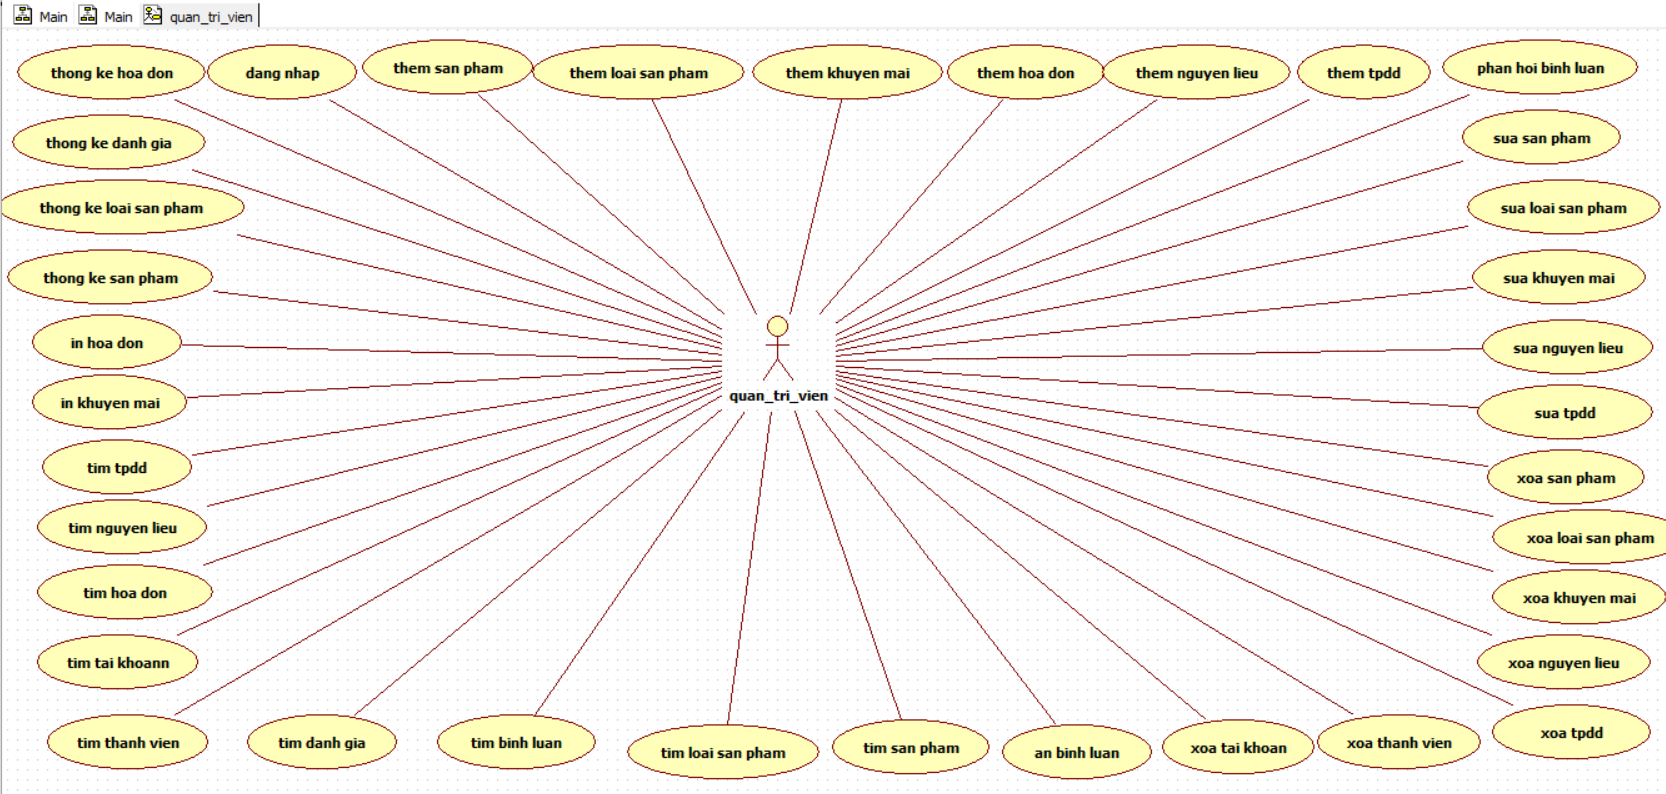 Main
Main
quan_tri_vien
thong ke hoa don
dang nhap
them san pham
them loai san pham
them khuyen mai
them hoa don
them nguyen lieu
them tpdd
phan hoi binh luan
thong ke danh gia
sua san pham
thong ke loai san pham
sua loai san pham
thong ke san pham
sua khuyen mai
in hoa don
sua nguyen lieu
quan_tri_vien
in khuyen mai
sua tpdd
tim tpdd
xoa san pham
tim nguyen lieu
xoa loai san pham
tim hoa don
xoa khuyen mai
tim tai khoann
xoa nguyen lieu
tim thanh vien
tim danh gia
tim binh luan
tim loai san pham
tim san pham
an binh luan
xoa tai khoan
xoa thanh vien
xoa tpdd